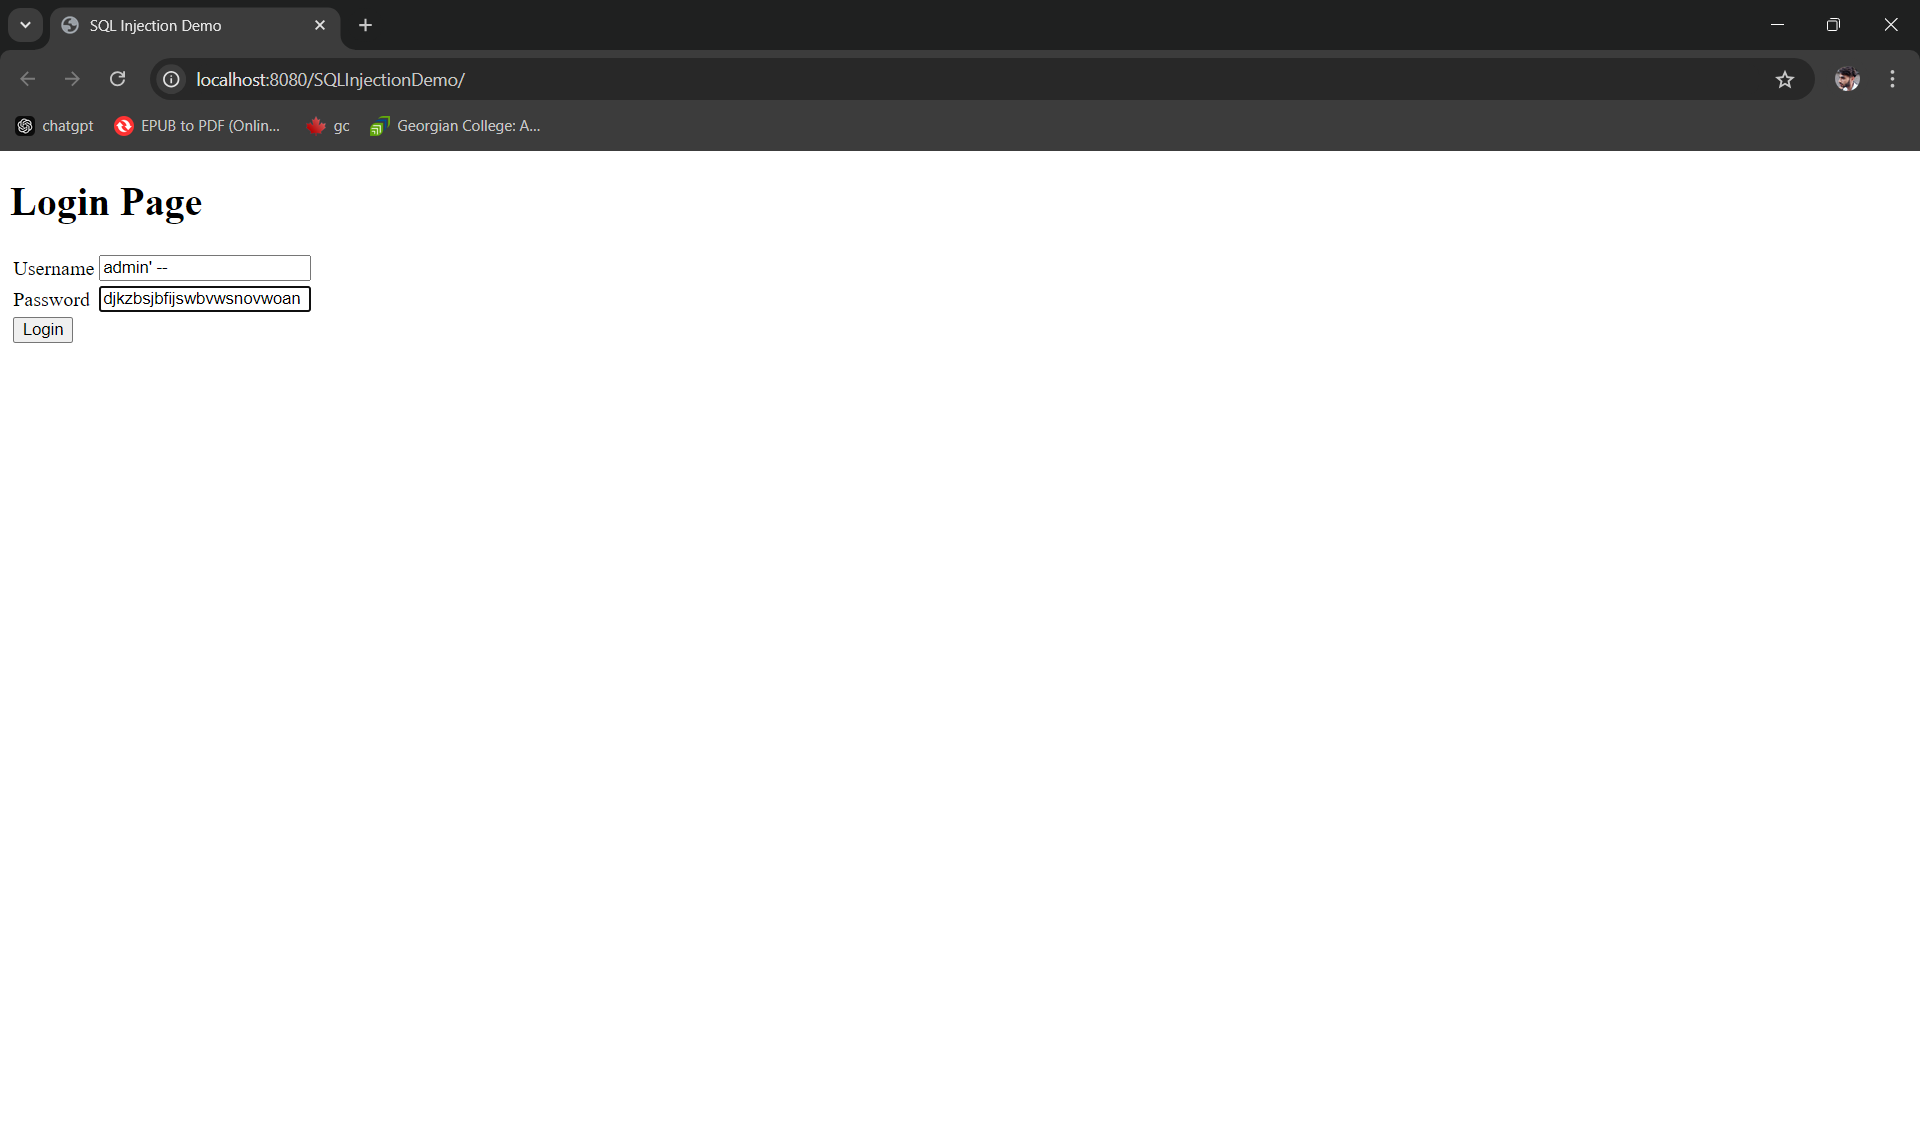 SQL Injection Demo
localhost:8080/SQLInjectionDemo/
chatgpt EPUB to PDF (Onlin... gc Georgian College: A...
Login Page
Username admin' --
Password djkzbsjbfijswbvwsnovwoan
Login